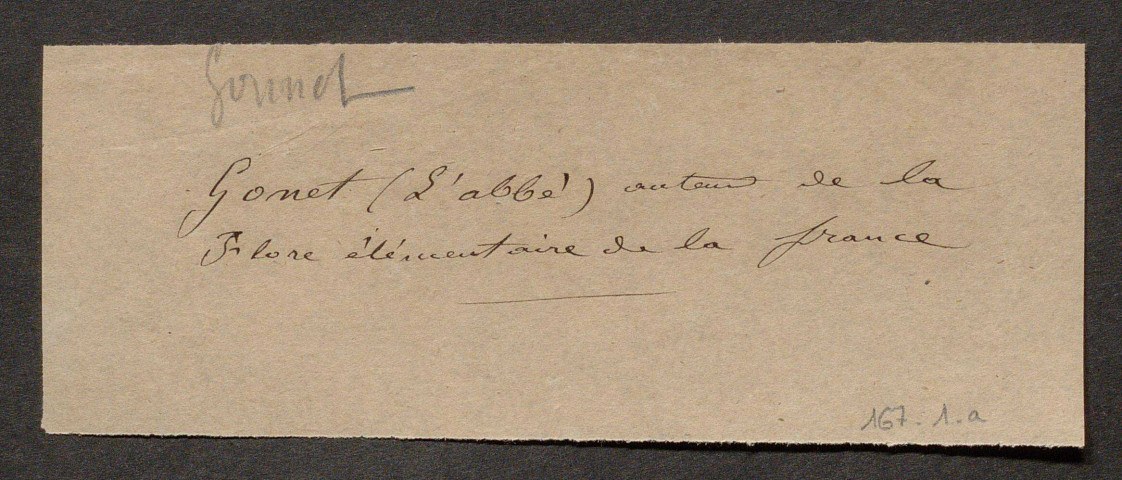 Gonnet
Gonet (L'abbé) auteur de la
Flore élémentaire de la france
167.1.a